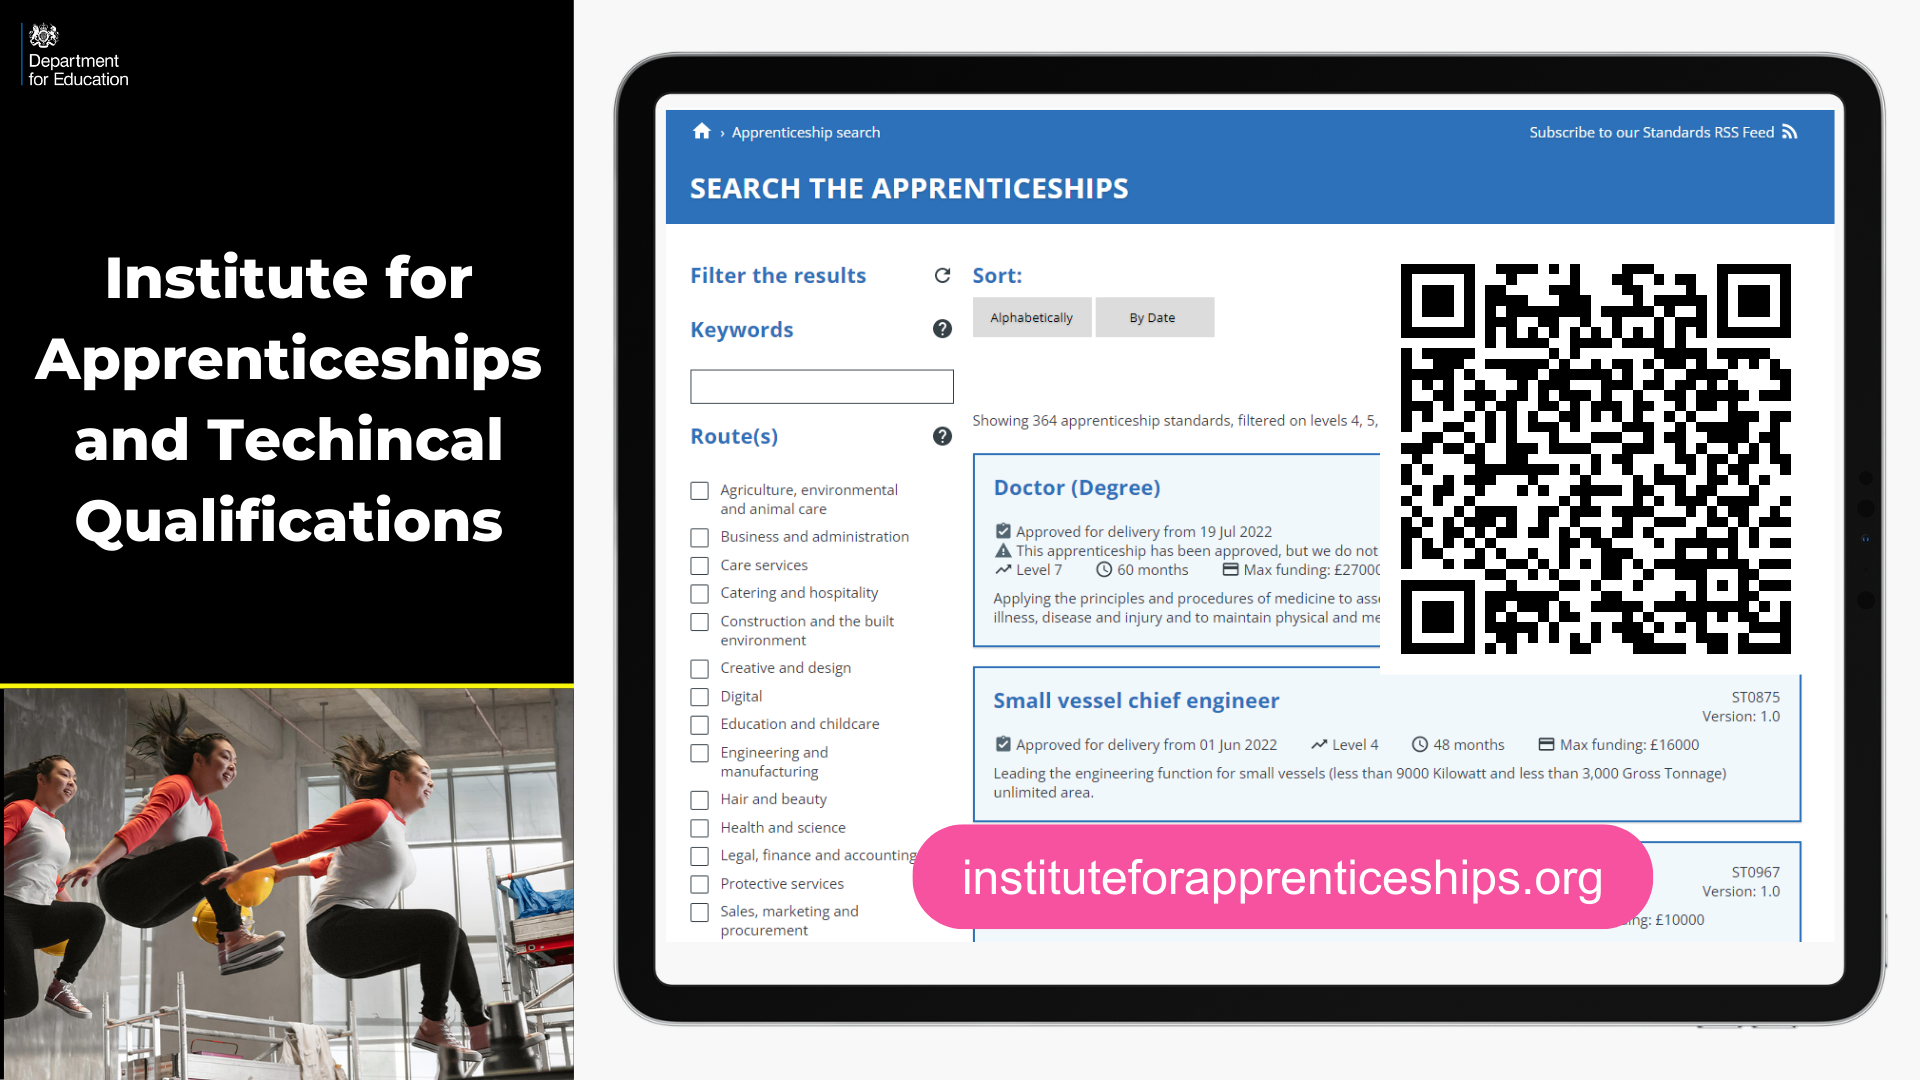 Department
for Education
Institute for
Apprenticeships
and Techincal
Qualifications
› Apprenticeship search
Subscribe to our Standards RSS Feed
SEARCH THE APPRENTICESHIPS
Filter the results
Keywords
Route(s)
Agriculture, environmental
and animal care
Business and administration
Care services
Catering and hospitality
Construction and the built
environment
Creative and design
Digital
Education and childcare
Engineering and
manufacturing
Hair and beauty
Health and science
Legal, finance and accounting
Protective services
Sales, marketing and
procurement
Sort:
Alphabetically
By Date
Showing 364 apprenticeship standards, filtered on levels 4, 5,
Doctor (Degree)
Approved for delivery from 19 Jul 2022
This apprenticeship has been approved, but we do not
Level 7 60 months Max funding: £27000
Applying the principles and procedures of medicine to
illness, disease and injury and to maintain physical and
Small vessel chief engineer
ST0875
Version: 1.0
Approved for delivery from 01 Jun 2022 Level 4 48 months Max funding: £16000
Leading the engineering function for small vessels (less than 9000 Kilowatt and less than 3,000 Gross Tonnage)
unlimited area.
ST0967
Version: 1.0
£10000
instituteforapprenticeships.org